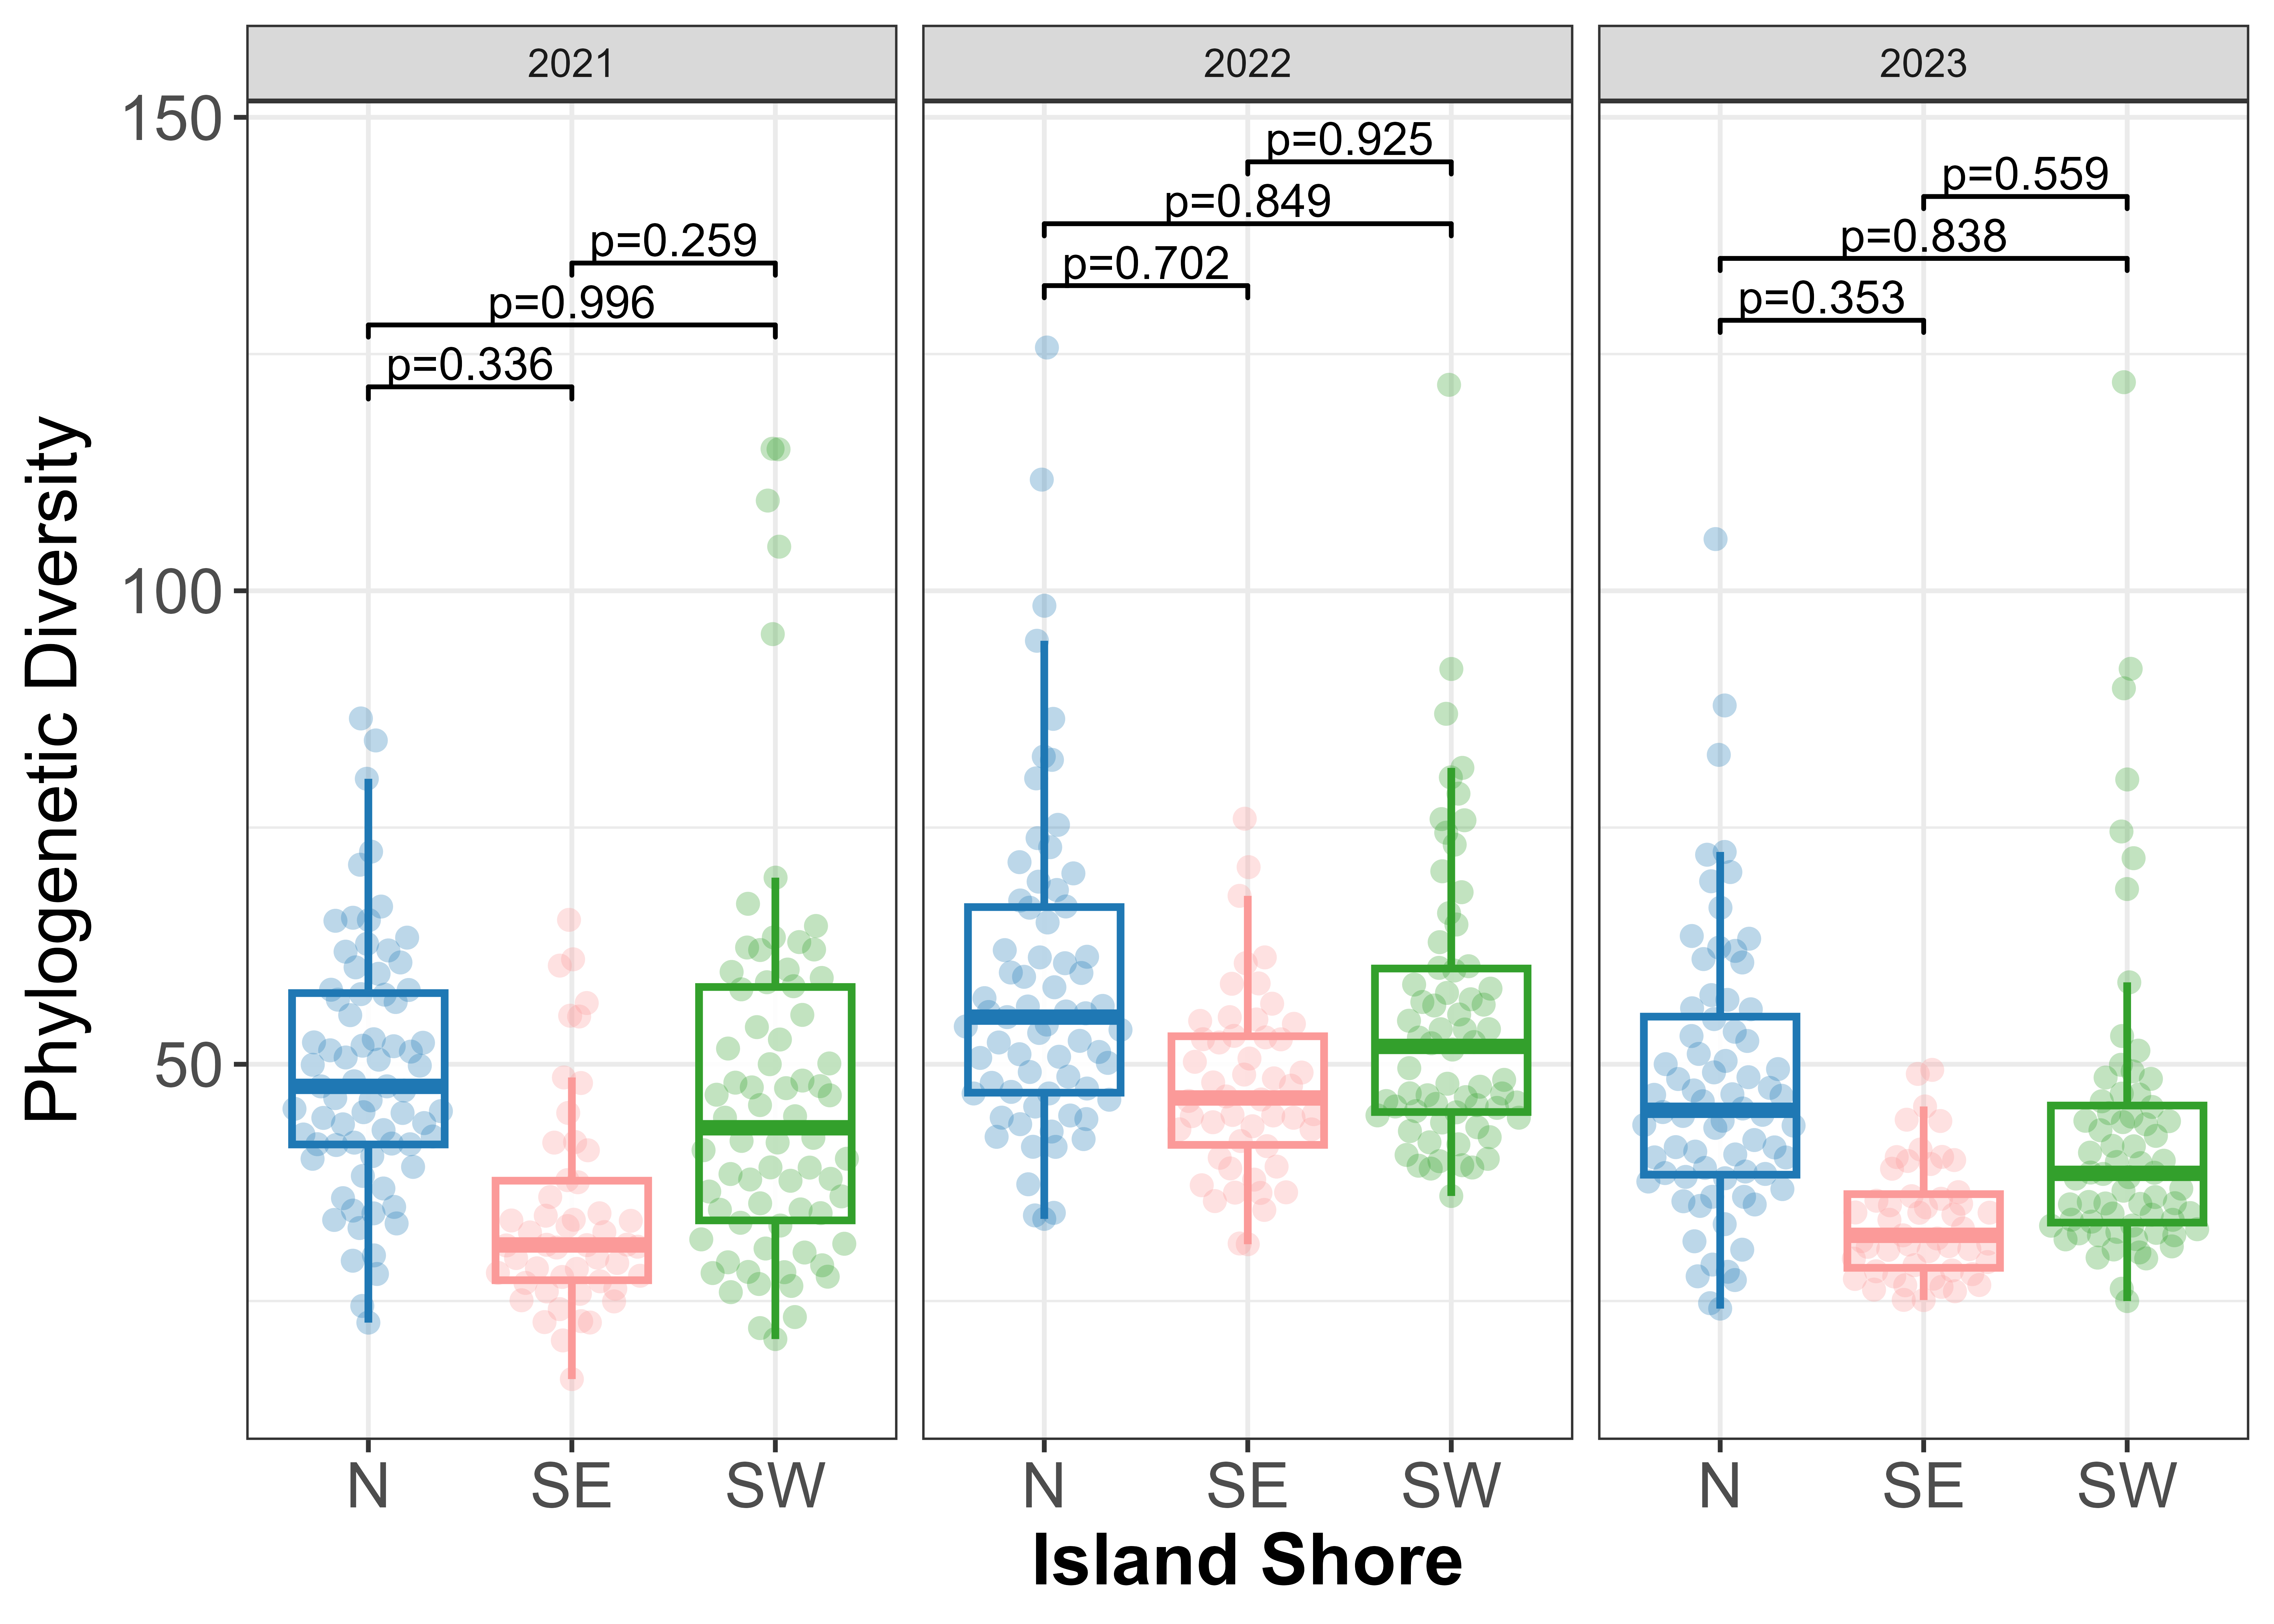 2021
2022
2023
150
100
50
Phylogenetic Diversity
p=0.259
p=0.996
p=0.336
p=0.925
p=0.849
p=0.702
p=0.559
p=0.838
p=0.353
N SE SW
N SE SW
N SE SW
Island Shore